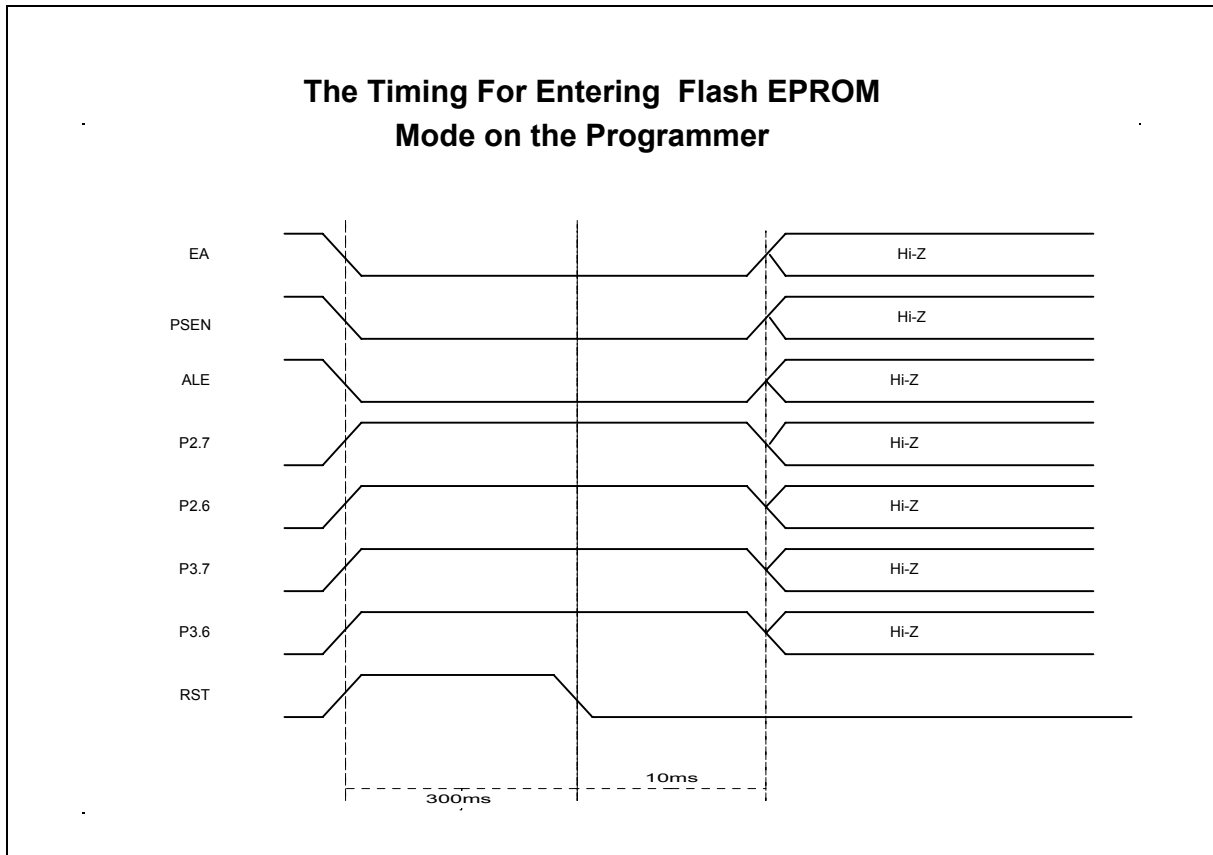 The Timing For Entering Flash EPROM
Mode on the Programmer
EA
Hi-Z
PSEN
Hi-Z
ALE
Hi-Z
P2.7
Hi-Z
P2.6
Hi-Z
P3.7
Hi-Z
P3.6
Hi-Z
RST
10ms
300ms